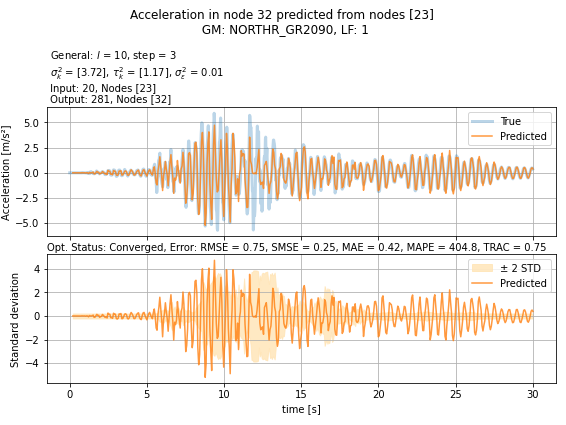 Acceleration in node 32 predicted from nodes [23]
GM: NORTHR_GR2090, LF: 1
General: l = 10, step = 3
σ²ₖ = [3.72], τ²ₖ = [1.17], σ²ε = 0.01
Input: 20, Nodes [23]
Output: 281, Nodes [32]
Acceleration [m/s²]
5.0
2.5
0.0
−2.5
−5.0
True
Predicted
Opt. Status: Converged, Error: RMSE = 0.75, SMSE = 0.25, MAE = 0.42, MAPE = 404.8, TRAC = 0.75
Standard deviation
4
2
0
−2
−4
± 2 STD
Predicted
0 5 10 15 20 25 30
time [s]